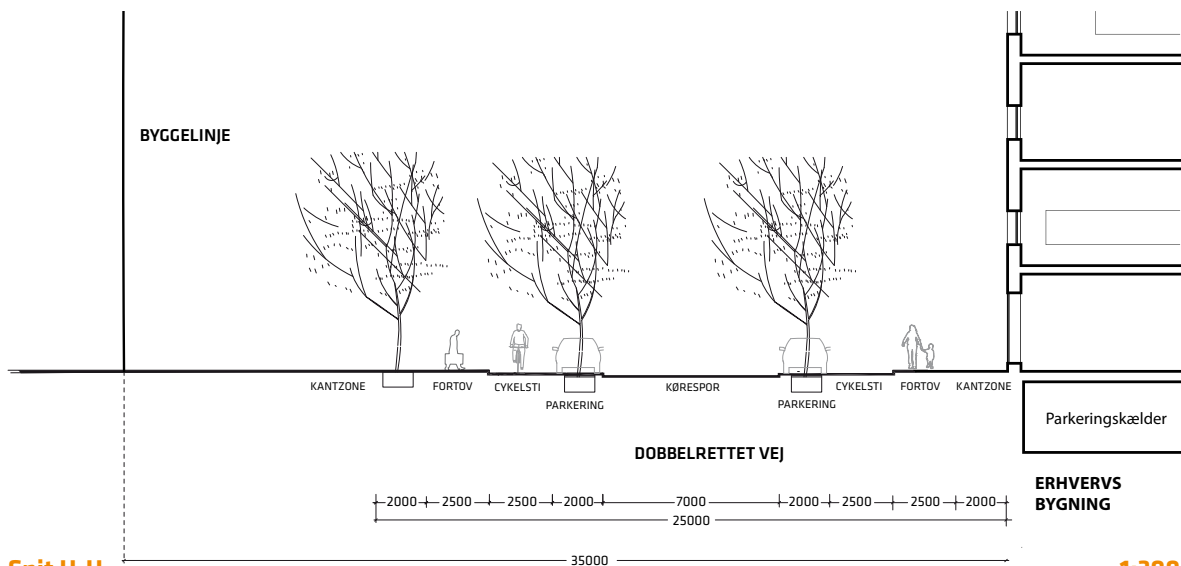 BYGGELINJE
KANTZONE FORTOV CYKELSTI KØRESPOR CYKELSTI FORTOV KANTZONE
PARKERING PARKERING
Parkeringskælder
DOBBELRETTET VEJ
ERHVERVS
BYGNING
2000 2500 2500 2000 7000 2000 2500 2500 2000
25000
35000